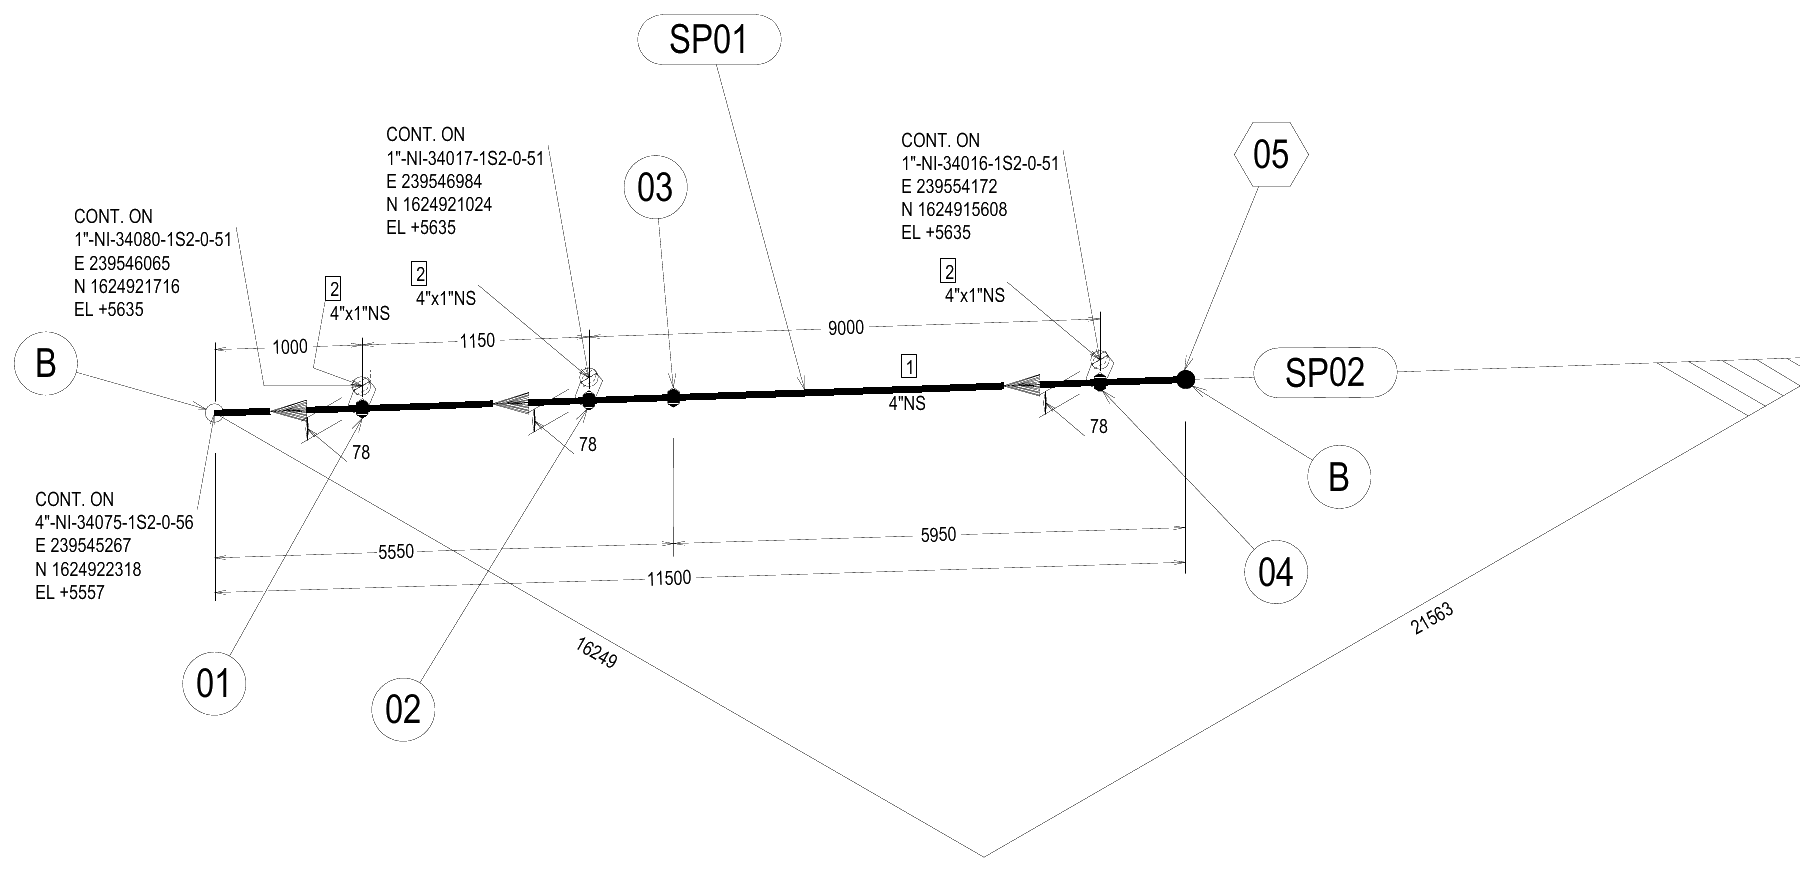 SP01
CONT. ON
1"-NI-34017-1S2-0-51
E 239546984
N 1624921024
EL +5635
CONT. ON
1"-NI-34016-1S2-0-51
E 239554172
N 1624915608
EL +5635
05
03
CONT. ON
1"-NI-34080-1S2-0-51
E 239546065
N 1624921716
EL +5635
2
4"x1"NS
2
4"x1"NS
2
4"x1"NS
1000
1150
9000
B
1
4"NS
SP02
78
78
78
B
CONT. ON
4"-NI-34075-1S2-0-56
E 239545267
N 1624922318
EL +5557
5550
5950
11500
04
01
02
16249
21563